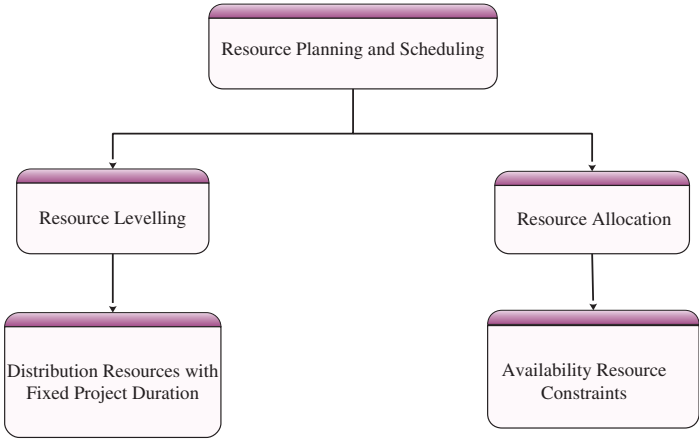 Resource Planning and Scheduling
Resource Levelling
Resource Allocation
Distribution Resources with
Fixed Project Duration
Availability Resource
Constraints